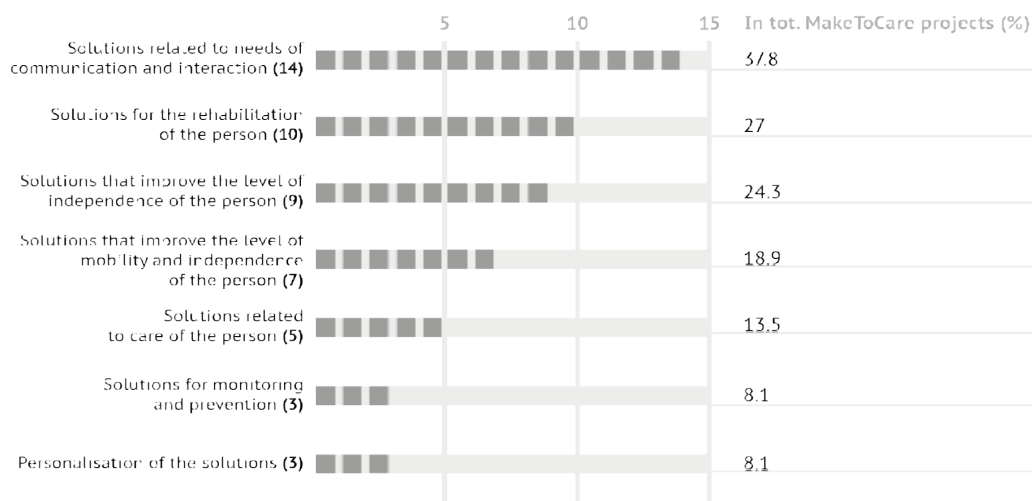 5 10 15 In tot. MakeToCare projects (%)
Solutions related to needs of
communication and interaction (14)
37.8
Solutions for the rehabilitation
of the person (10)
27
Solutions that improve the level of
independence of the person (9)
24.3
Solutions that improve the level of
mobility and independence
of the person (7)
18.9
Solutions related
to care of the person (5)
13.5
Solutions for monitoring
and prevention (3)
8.1
Personalisation of the solutions (3)
8.1